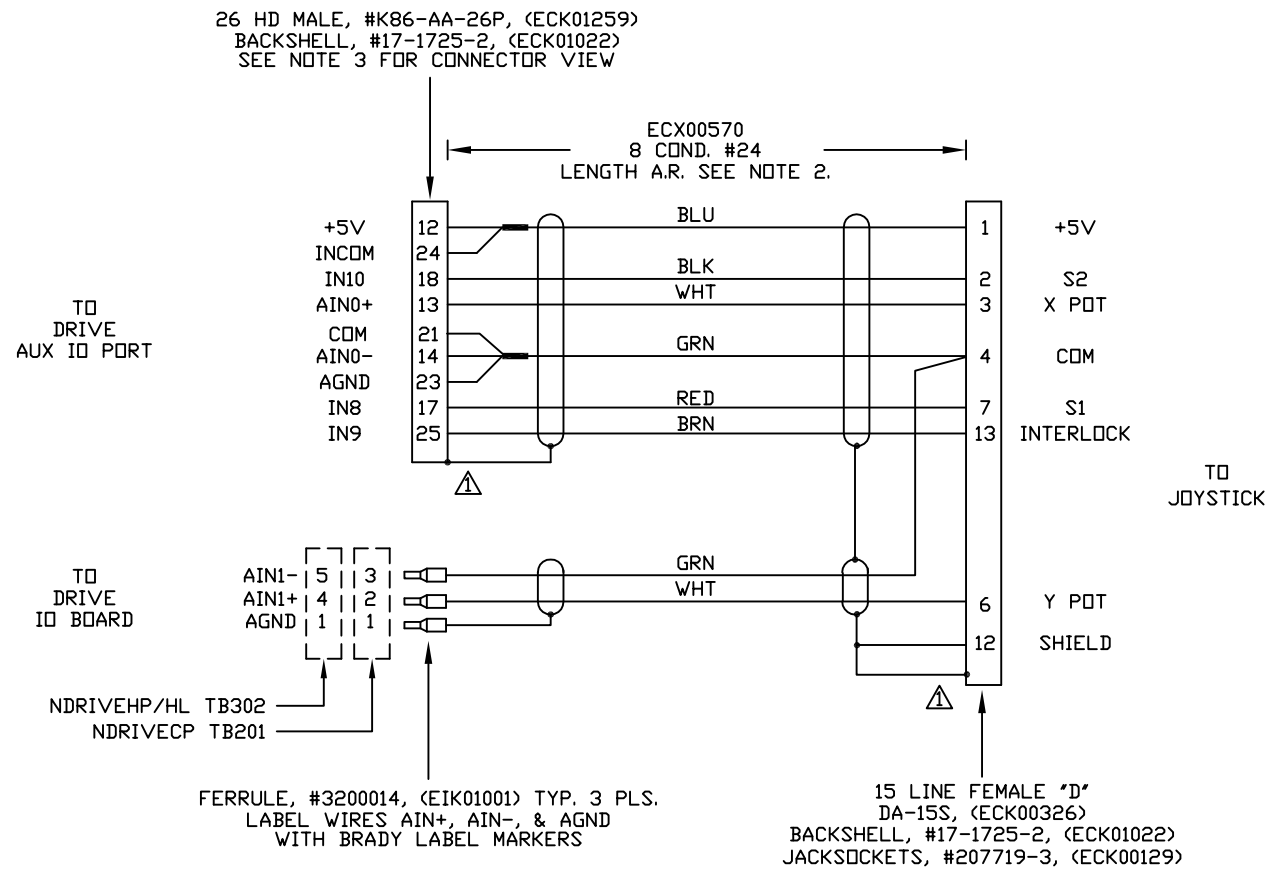 26 HD MALE, #K86-AA-26P, (ECK01259)
BACKSHELL, #17-1725-2, (ECK01022)
SEE NOTE 3 FOR CONNECTOR VIEW
ECX00570
8 COND. #24
LENGTH A.R. SEE NOTE 2.
+5V 12 BLU 1 +5V
INCOM 24
IN10 18 BLK 2 S2
AIN0+ 13 WHT 3 X POT
COM 21
AIN0- 14 GRN 4 COM
AGND 23
IN8 17 RED 7 S1
IN9 25 BRN 13 INTERLOCK
TO
DRIVE
AUX IO PORT
1
TO
JOYSTICK
TO
DRIVE
IO BOARD
AIN1- 5 3 GRN
AIN1+ 4 2 WHT 6 Y POT
AGND 1 1
12 SHIELD
1
NDRIVEHP/HL TB302
NDRIVECP TB201
FERRULE, #3200014, (EIK01001) TYP. 3 PLS.
LABEL WIRES AIN+, AIN-, & AGND
WITH BRADY LABEL MARKERS
15 LINE FEMALE "D"
DA-15S, (ECK00326)
BACKSHELL, #17-1725-2, (ECK01022)
JACKSOCKETS, #207719-3, (ECK00129)